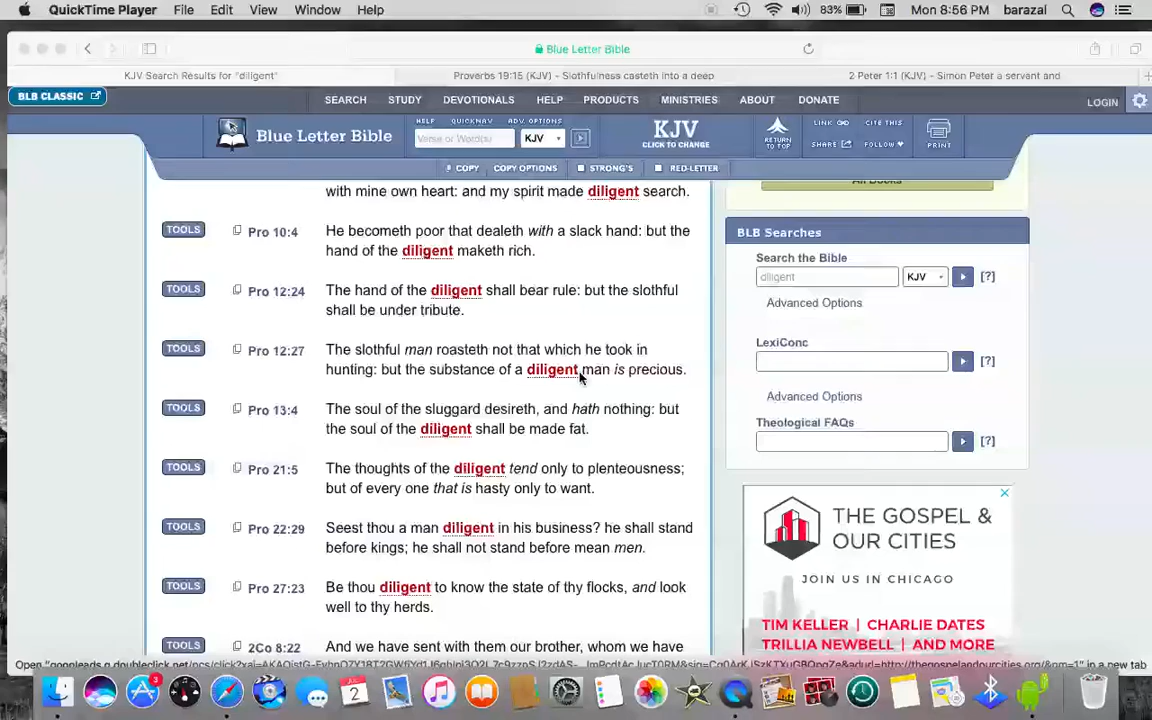 QuickTime Player File Edit View Window Help 83% Mon 8:56 PM barazal
Blue Letter Bible
KJV Search Results for "diligent" Proverbs 19:15 (KJV) – Slothfulness casteth into a deep 2 Peter 1:1 (KJV) – Simon Peter a servant and
BLB CLASSIC SEARCH STUDY DEVOTIONALS HELP PRODUCTS MINISTRIES ABOUT DONATE LOGIN
HELP QUICKNAV ADV. OPTIONS
Blue Letter Bible Verse or Word(s) KJV KJV CLICK TO CHANGE RETURN TO TOP LINK CITE THIS SHARE FOLLOW PRINT
COPY COPY OPTIONS STRONG'S RED-LETTER
with mine own heart: and my spirit made diligent search.
TOOLS Pro 10:4 He becometh poor that dealeth with a slack hand: but the
hand of the diligent maketh rich.
TOOLS Pro 12:24 The hand of the diligent shall bear rule: but the slothful
shall be under tribute.
TOOLS Pro 12:27 The slothful man roasteth not that which he took in
hunting: but the substance of a diligent man is precious.
TOOLS Pro 13:4 The soul of the sluggard desireth, and hath nothing: but
the soul of the diligent shall be made fat.
TOOLS Pro 21:5 The thoughts of the diligent tend only to plenteousness;
but of every one that is hasty only to want.
TOOLS Pro 22:29 Seest thou a man diligent in his business? he shall stand
before kings; he shall not stand before mean men.
TOOLS Pro 27:23 Be thou diligent to know the state of thy flocks, and look
well to thy herds.
TOOLS 2Co 8:22 And we have sent with them our brother, whom we have
All Books
BLB Searches
Search the Bible
diligent KJV [?]
Advanced Options
LexiConc
[?]
Advanced Options
Theological FAQs
[?]
THE GOSPEL &
OUR CITIES
JOIN US IN CHICAGO
TIM KELLER | CHARLIE DATES
TRILLIA NEWBELL | AND MORE
in a new tab
3
2